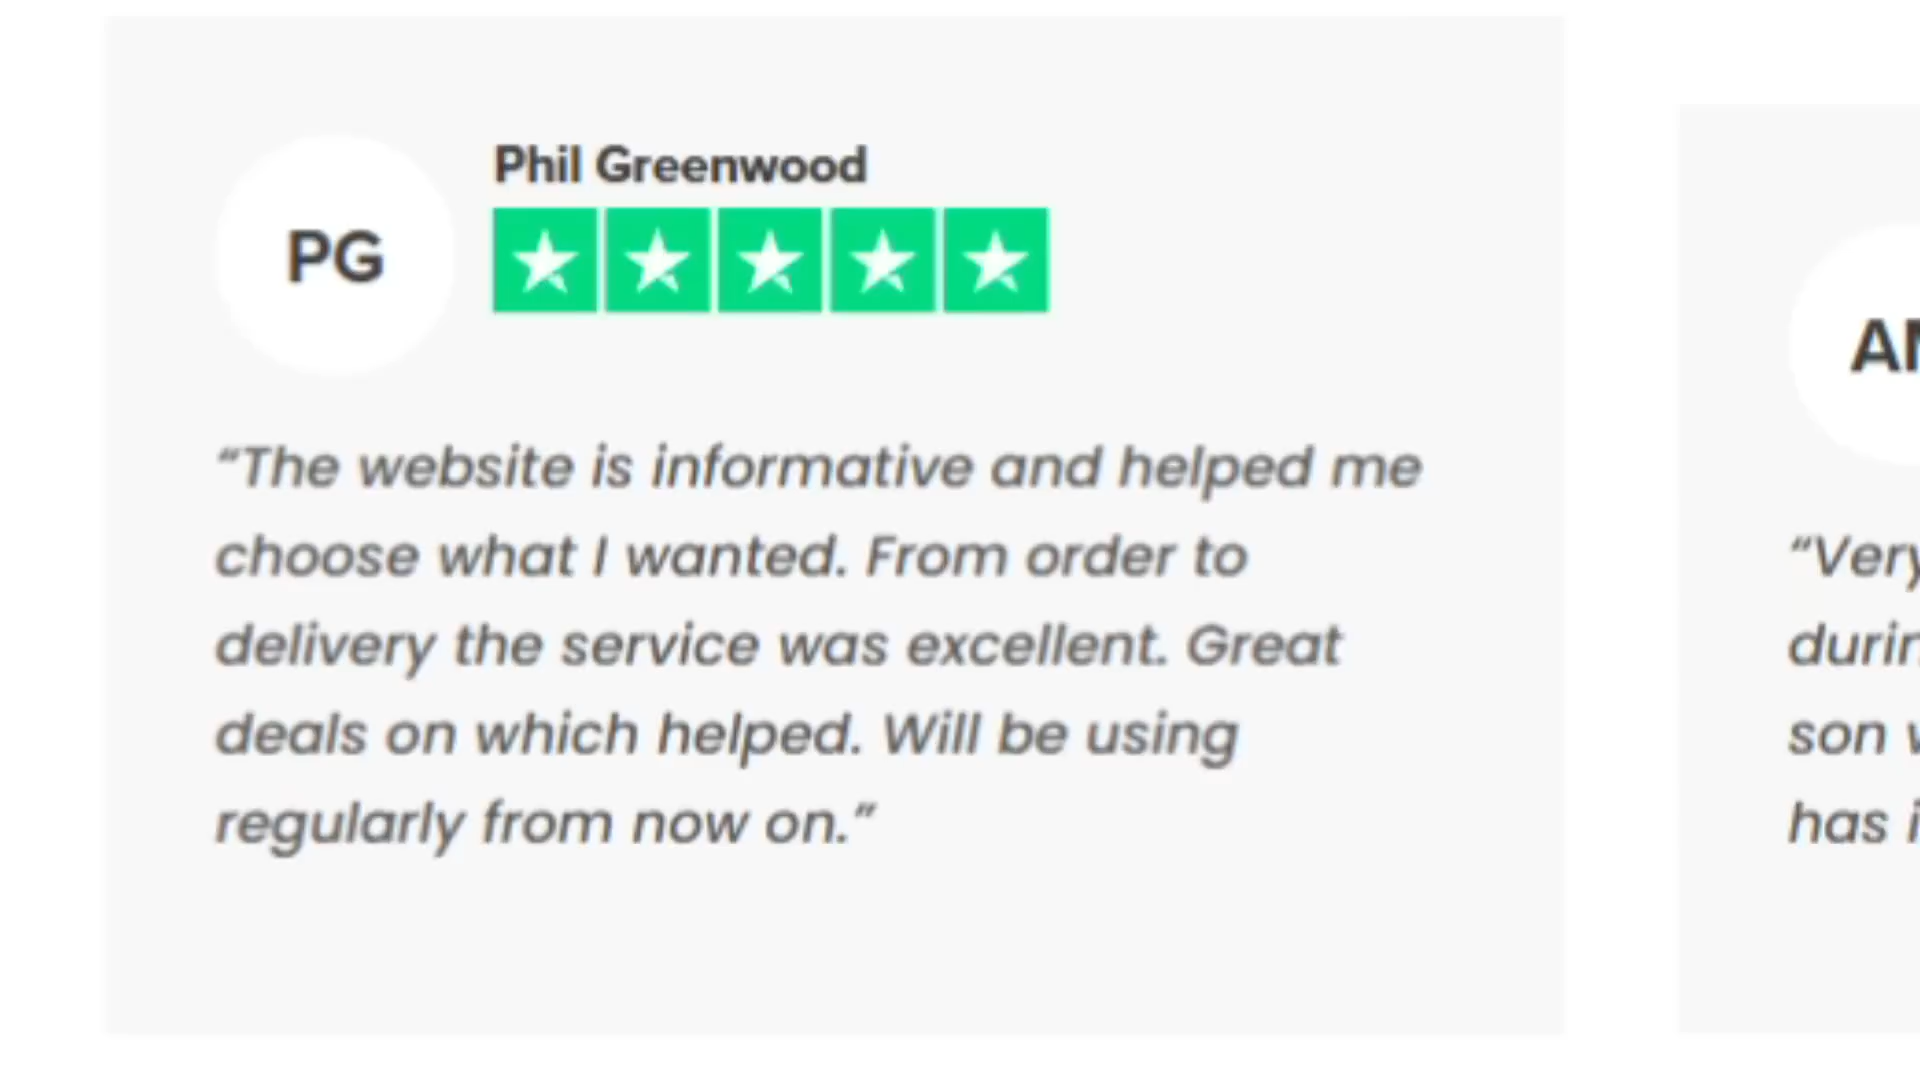 Phil Greenwood
PG
“The website is informative and helped me
choose what I wanted. From order to
delivery the service was excellent. Great
deals on which helped. Will be using
regularly from now on.”
“Very
durin
son
has